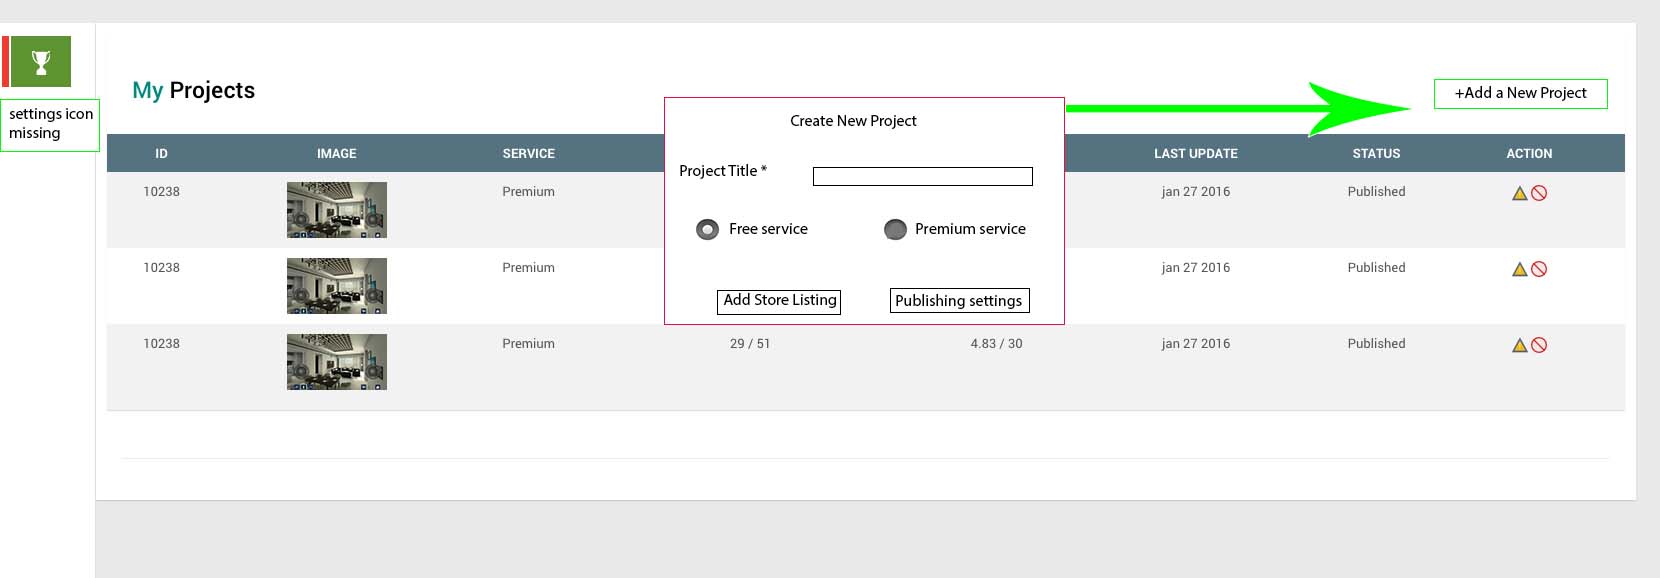 settings icon
missing
My Projects
+Add a New Project
Create New Project
Project Title *
Free service
Premium service
Add Store Listing
Publishing settings
ID IMAGE SERVICE LAST UPDATE STATUS ACTION
10238 Premium jan 27 2016 Published
10238 Premium jan 27 2016 Published
10238 Premium 29 / 51 4.83 / 30 jan 27 2016 Published